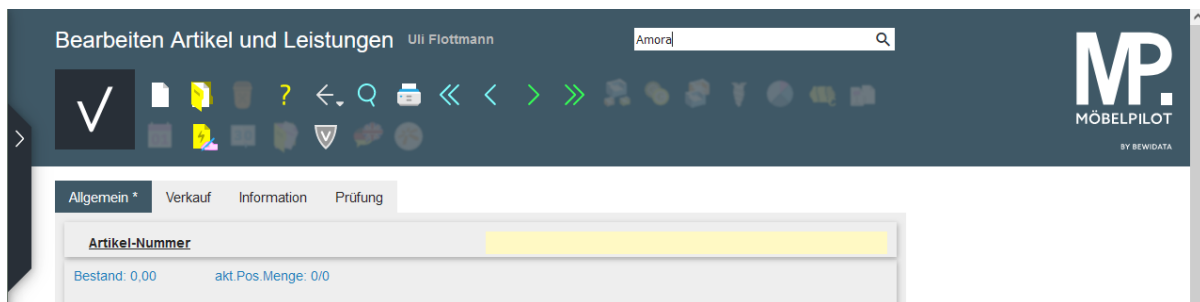 Bearbeiten Artikel und Leistungen Uli Flottmann Amora
MP.
MÖBELPILOT
BY BEWIDATA
Allgemein * Verkauf Information Prüfung
Artikel-Nummer
Bestand: 0,00 akt.Pos.Menge: 0/0